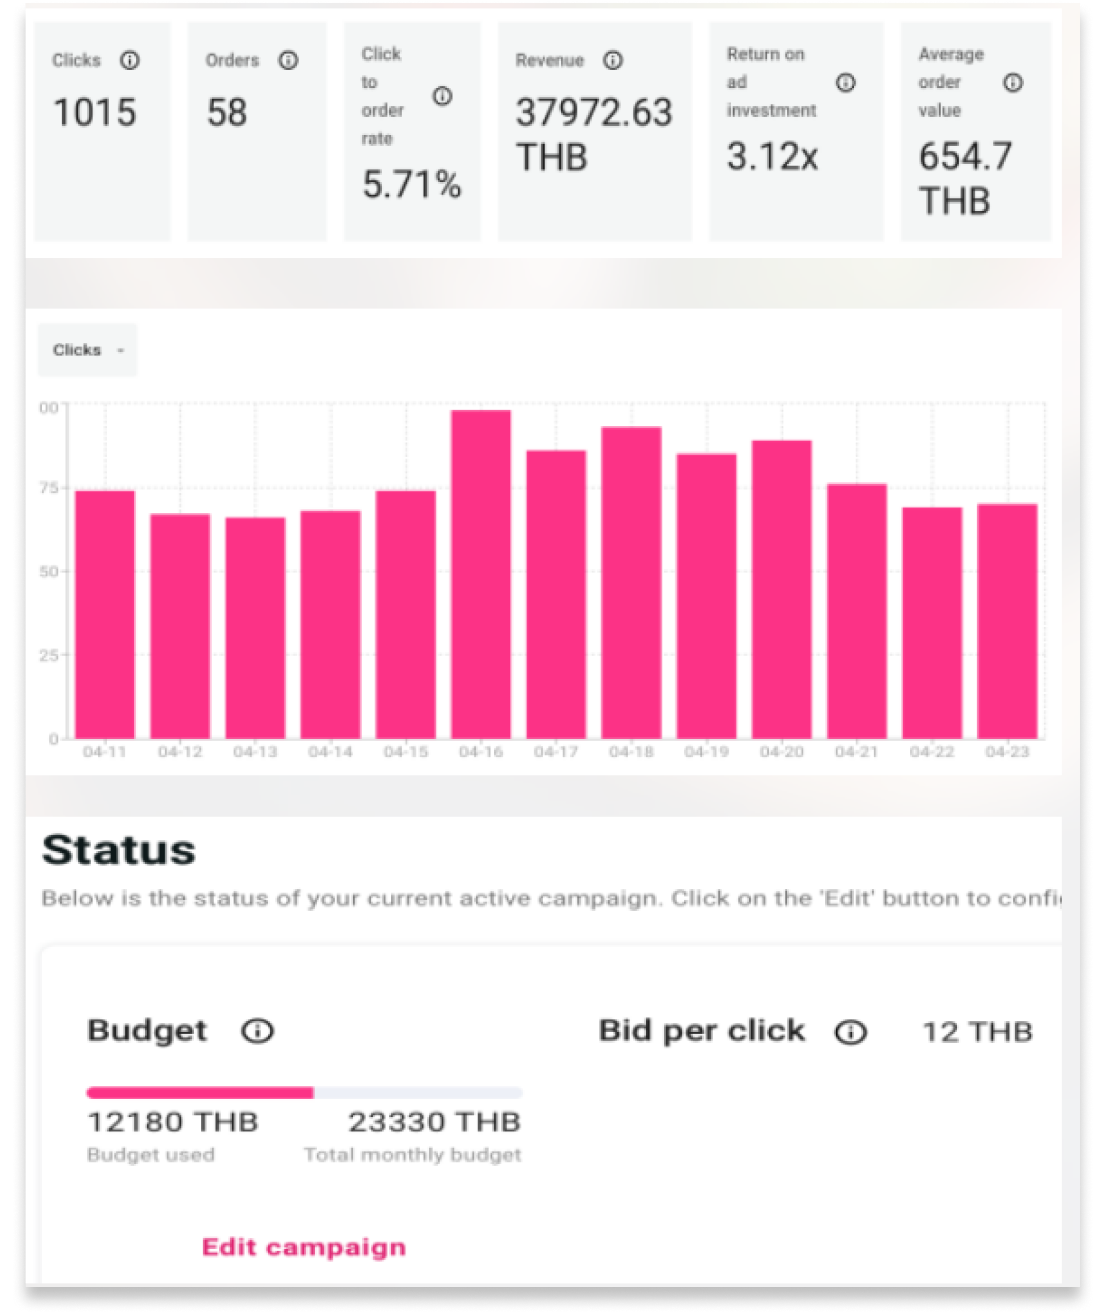 Clicks
1015
Orders
58
Click
to
order
rate
5.71%
Revenue
37972.63
THB
Return on
ad
investment
3.12x
Average
order
value
654.7
THB
Clicks
00
75
50
25
0
04-11 04-12 04-13 04-14 04-15 04-16 04-17 04-18 04-19 04-20 04-21 04-22 04-23
Status
Below is the status of your current active campaign. Click on the 'Edit' button to confi
Budget
Bid per click 12 THB
12180 THB 23330 THB
Budget used Total monthly budget
Edit campaign